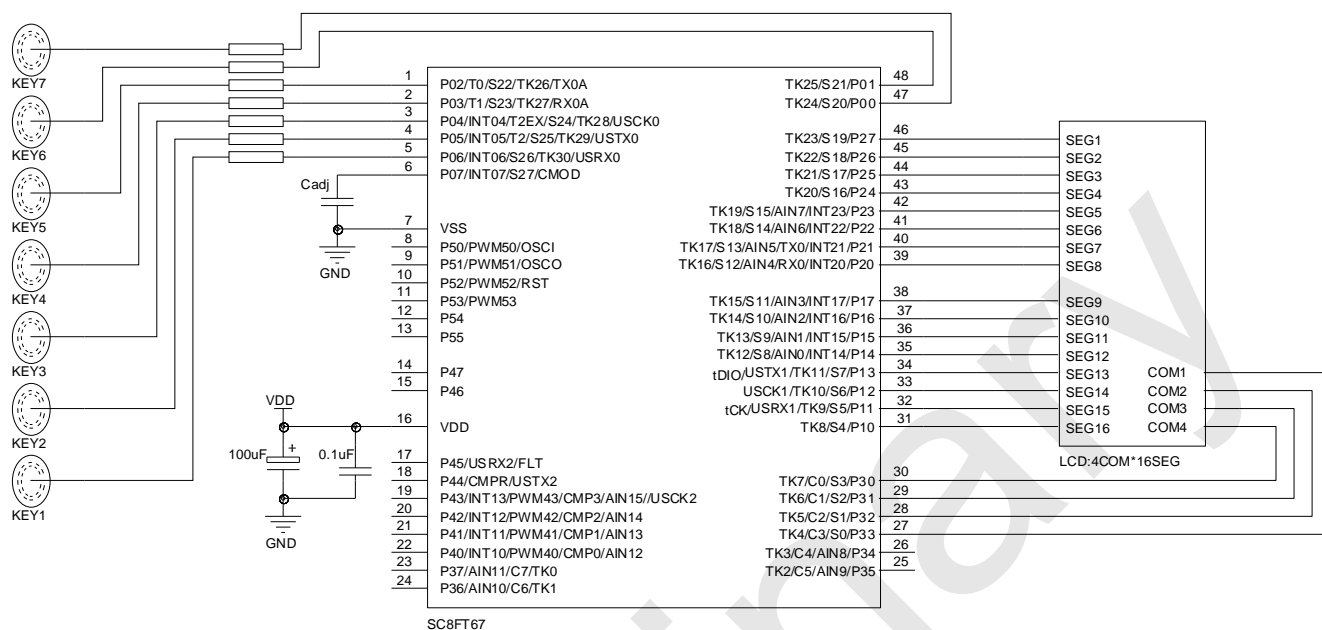 KEY7
KEY6
KEY5
KEY4
KEY3
KEY2
KEY1
Cadj
GND
VDD
100uF
+
0.1uF
GND
1 P02/T0/S22/TK26/TX0A
2 P03/T1/S23/TK27/RX0A
3 P04/INT04/T2EX/S24/TK28/USCK0
4 P05/INT05/T2/S25/TK29/USTX0
5 P06/INT06/S26/TK30/USRX0
6 P07/INT07/S27/CMOD
7 VSS
8 P50/PWM50/OSCI
9 P51/PWM51/OSCO
10 P52/PWM52/RST
11 P53/PWM53
12 P54
13 P55
14 P47
15 P46
16 VDD
17 P45/USRX2/FLT
18 P44/CMPR/USTX2
19 P43/INT13/PWM43/CMP3/AIN15//USCK2
20 P42/INT12/PWM42/CMP2/AIN14
21 P41/INT11/PWM41/CMP1/AIN13
22 P40/INT10/PWM40/CMP0/AIN12
23 P37/AIN11/C7/TK0
24 P36/AIN10/C6/TK1
TK25/S21/P01 48
TK24/S20/P00 47
TK23/S19/P27 46
TK22/S18/P26 45
TK21/S17/P25 44
TK20/S16/P24 43
TK19/S15/AIN7/INT23/P23 42
TK18/S14/AIN6/INT22/P22 41
TK17/S13/AIN5/TX0/INT21/P21 40
TK16/S12/AIN4/RX0/INT20/P20 39
TK15/S11/AIN3/INT17/P17 38
TK14/S10/AIN2/INT16/P16 37
TK13/S9/AIN1/INT15/P15 36
TK12/S8/AIN0/INT14/P14 35
tDIO/USTX1/TK11/S7/P13 34
USCK1/TK10/S6/P12 33
tCK/USRX1/TK9/S5/P11 32
TK8/S4/P10 31
TK7/C0/S3/P30 30
TK6/C1/S2/P31 29
TK5/C2/S1/P32 28
TK4/C3/S0/P33 27
TK3/C4/AIN8/P34 26
TK2/C5/AIN9/P35 25
SC8FT67
SEG1
SEG2
SEG3
SEG4
SEG5
SEG6
SEG7
SEG8
SEG9
SEG10
SEG11
SEG12
SEG13 COM1
SEG14 COM2
SEG15 COM3
SEG16 COM4
LCD:4COM*16SEG